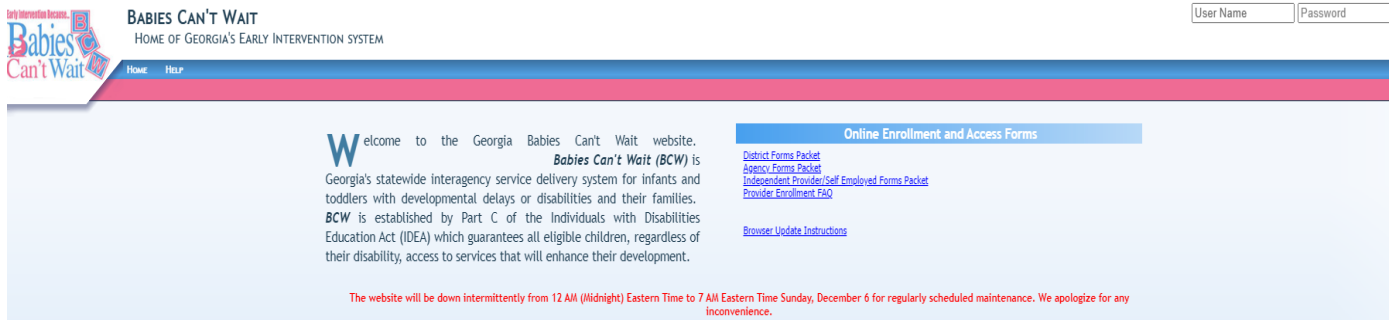 Early Intervention Because...
Babies
Can't Wait
B
C
W
BABIES CAN'T WAIT
HOME OF GEORGIA'S EARLY INTERVENTION SYSTEM
User Name
Password
HOME HELP
Welcome to the Georgia Babies Can't Wait website.
Babies Can't Wait (BCW) is
Georgia's statewide interagency service delivery system for infants and
toddlers with developmental delays or disabilities and their families.
BCW is established by Part C of the Individuals with Disabilities
Education Act (IDEA) which guarantees all eligible children, regardless of
their disability, access to services that will enhance their development.
Online Enrollment and Access Forms
District Forms Packet
Agency Forms Packet
Independent Provider/Self Employed Forms Packet
Provider Enrollment FAQ
Browser Update Instructions
The website will be down intermittently from 12 AM (Midnight) Eastern Time to 7 AM Eastern Time Sunday, December 6 for regularly scheduled maintenance. We apologize for any
inconvenience.